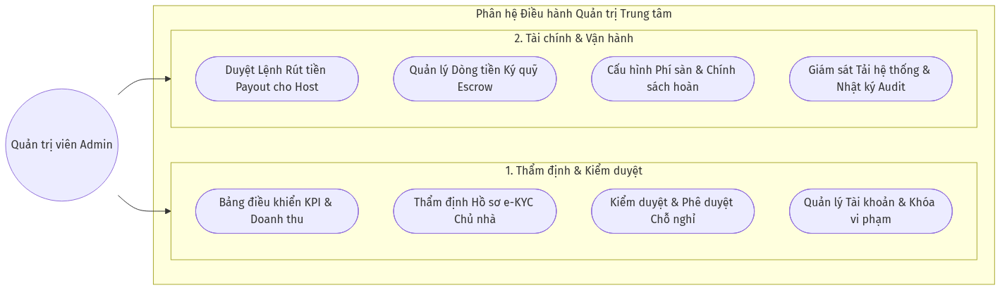 Phân hệ Điều hành Quản trị Trung tâm
2. Tài chính & Vận hành
Duyệt Lệnh Rút tiền
Payout cho Host
Quản lý Dòng tiền Ký quỹ
Escrow
Cấu hình Phí sàn & Chính
sách hoàn
Giám sát Tải hệ thống &
Nhật ký Audit
Quản trị viên Admin
1. Thẩm định & Kiểm duyệt
Bảng điều khiển KPI &
Doanh thu
Thẩm định Hồ sơ e-KYC
Chủ nhà
Kiểm duyệt & Phê duyệt
Chỗ nghỉ
Quản lý Tài khoản & Khóa
vi phạm